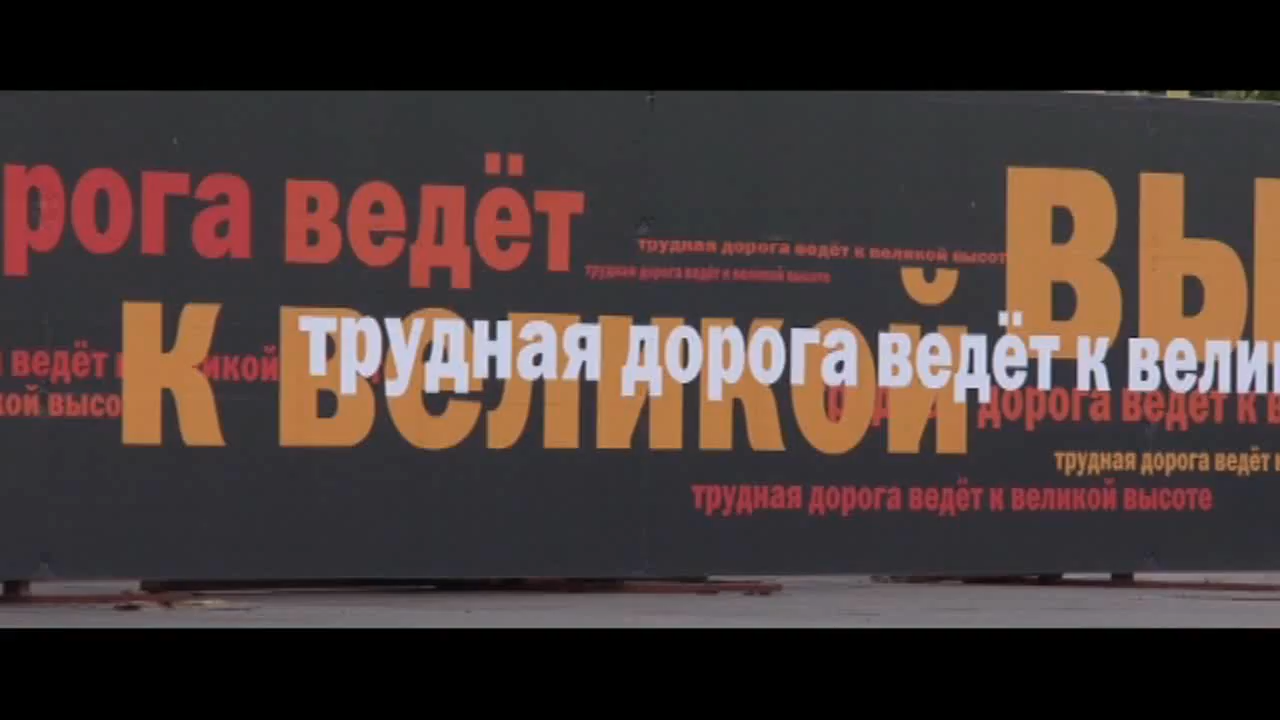 рога ведёт
вы
трудная дорога ведёт к великой высоте
трудная дорога ведёт к великой высоте
к великой
трудная дорога ведёт к вели
ведёт
икой
кой высо
дорога ведёт к в
трудная дорога ведёт
трудная дорога ведёт к великой высоте